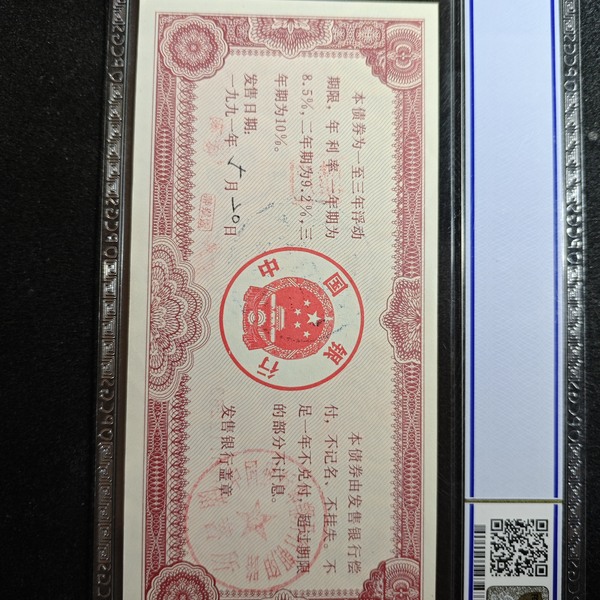 本债券为一至三年浮动
期限，年利率一年期为
8.5%，二年期为9.2%，三
年期为10%。
发售日期：
一九九一年 月20日
中国银行
本债券由发售银行偿
付，不记名、不挂失。不
足一年不兑付，超过期限
的部分不计息。
发售银行盖章：